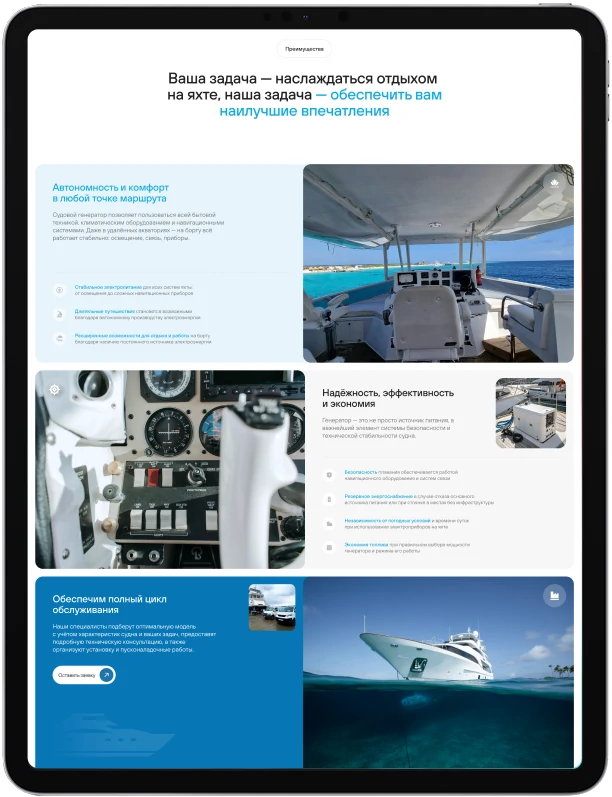 Преимущества
Ваша задача — наслаждаться отдыхом
на яхте, наша задача — обеспечить вам
наилучшие впечатления
Автономность и комфорт
в любой точке маршрута
Судовой генератор позволяет пользоваться всей бытовой
техникой, климатическим оборудованием и навигационными
системами. Даже в удалённых акваториях — на борту всё
работает стабильно: освещение, связь, приборы.
Стабильное электропитание для всех систем яхты:
от освещения до сложных навигационных приборов
Длительные путешествия становятся возможными
благодаря автономному производству электроэнергии
Расширенные возможности для отдыха и работы на борту
благодаря наличию постоянного источника электроэнергии
Надёжность, эффективность
и экономия
Генератор — это не просто источник питания, а
важнейший элемент системы безопасности и
технической стабильности судна.
Безопасность плавания обеспечивается работой
навигационного оборудования и систем связи
Резервное энергоснабжение в случае отказа основного
источника питания или при стоянке в местах без инфраструктуры
Независимость от погодных условий и времени суток
при использовании электроприборов на яхте
Экономия топлива при правильном выборе мощности
генератора и режима его работы
Обеспечим полный цикл
обслуживания
Наши специалисты подберут оптимальную модель
с учётом характеристик судна и ваших задач, предоставят
подробную техническую консультацию, а также
организуют установку и пусконаладочные работы.
Оставить заявку